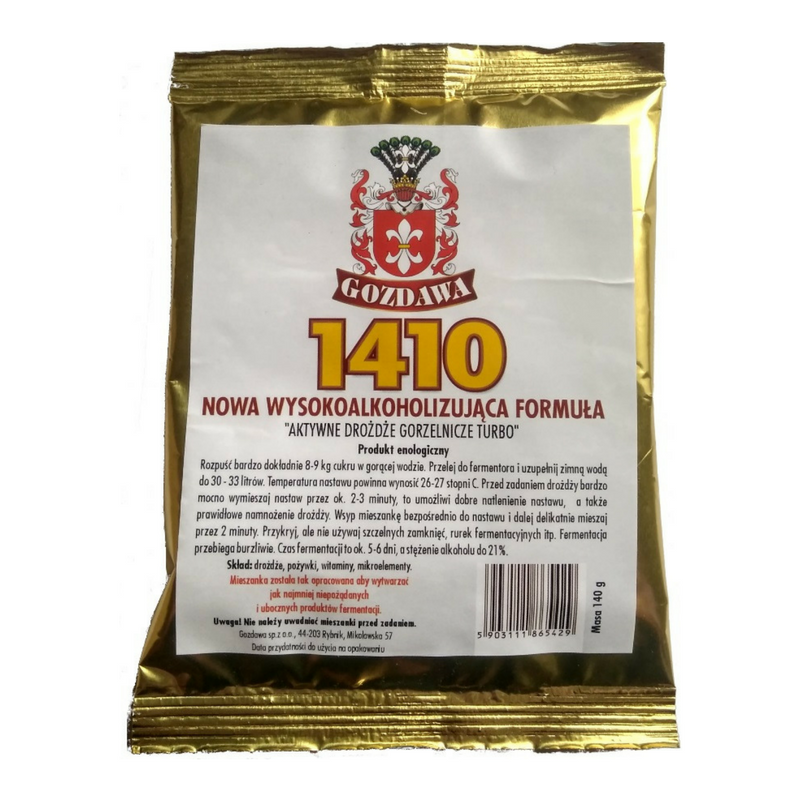 GOZDAWA
1410
NOWA WYSOKOALKOHOLIZUJĄCA FORMUŁA
"AKTYWNE DROŻDŻE GORZELNICZE TURBO"
Produkt enologiczny
Rozpuść bardzo dokładnie 8-9 kg cukru w gorącej wodzie. Przelej do fermentora i uzupełnij zimną wodą
do 30 - 33 litrów. Temperatura nastawu powinna wynosić 26-27 stopni C. Przed zadaniem drożdży bardzo
mocno wymieszaj nastaw przez ok. 2-3 minuty, to umożliwi dobre natlenienie nastawu, a także
prawidłowe namnożenie drożdży. Wsyp mieszankę bezpośrednio do nastawu i dalej delikatnie mieszaj
przez 2 minuty. Przykryj, ale nie używaj szczelnych zamknięć, rurek fermentacyjnych itp. Fermentacja
przebiega burzliwie. Czas fermentacji to ok. 5-6 dni, a stężenie alkoholu do 21%.
Skład: drożdże, pożywki, witaminy, mikroelementy.
Mieszanka została tak opracowana aby wytwarzać
jak najmniej niepożądanych
i ubocznych produktów fermentacji.
Uwaga! Nie należy uwadniać mieszanki przed zadaniem.
Gozdawa sp.z o.o., 44-203 Rybnik, Mikołowska 57
Data przydatności do użycia na opakowaniu
5 903111 865429
Masa 140 g